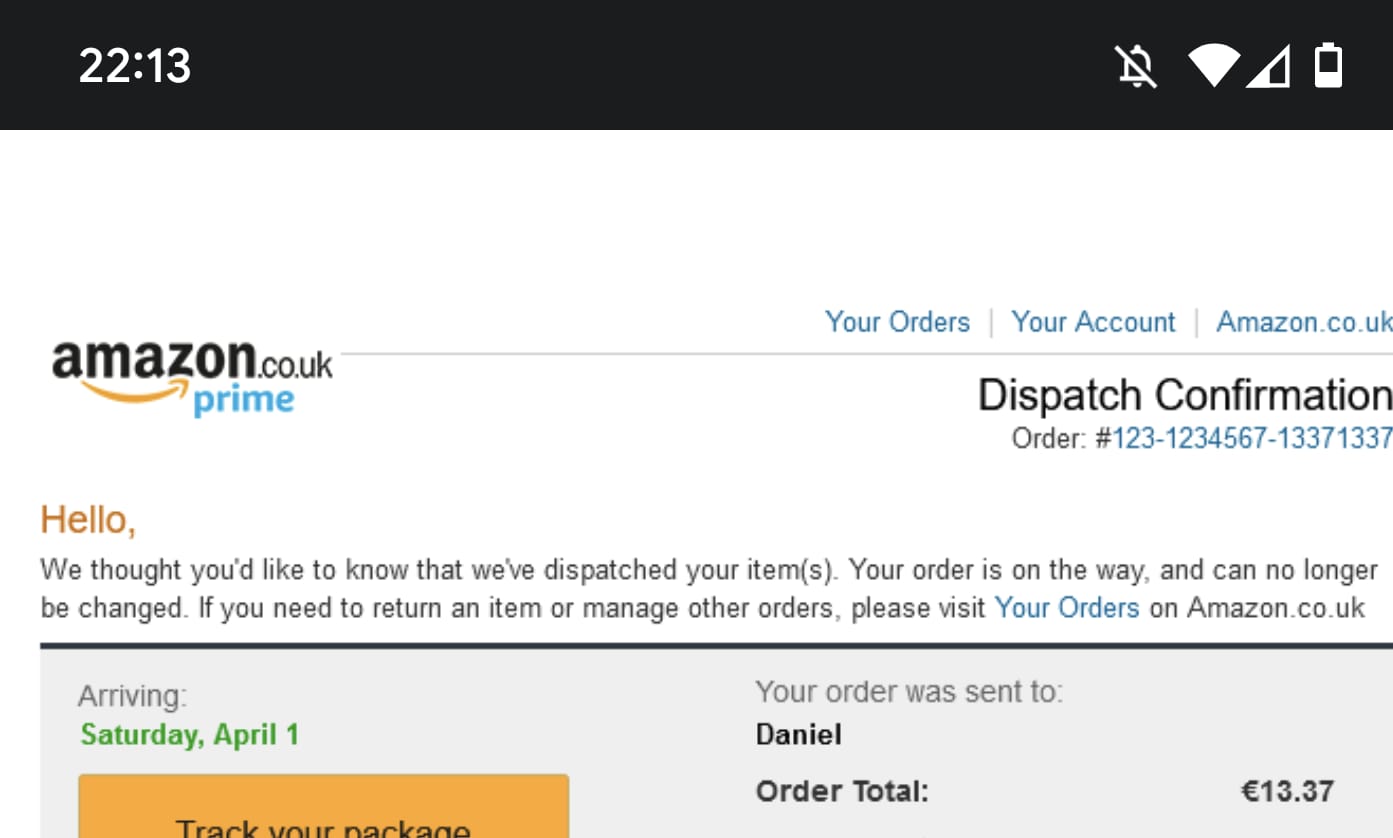 22:13
Your Orders | Your Account | Amazon.co.uk
amazon.co.uk
prime
Dispatch Confirmation
Order: #123-1234567-13371337
Hello,
We thought you'd like to know that we've dispatched your item(s). Your order is on the way, and can no longer
be changed. If you need to return an item or manage other orders, please visit Your Orders on Amazon.co.uk
Arriving:
Saturday, April 1
Track your package
Your order was sent to:
Daniel
Order Total: €13.37